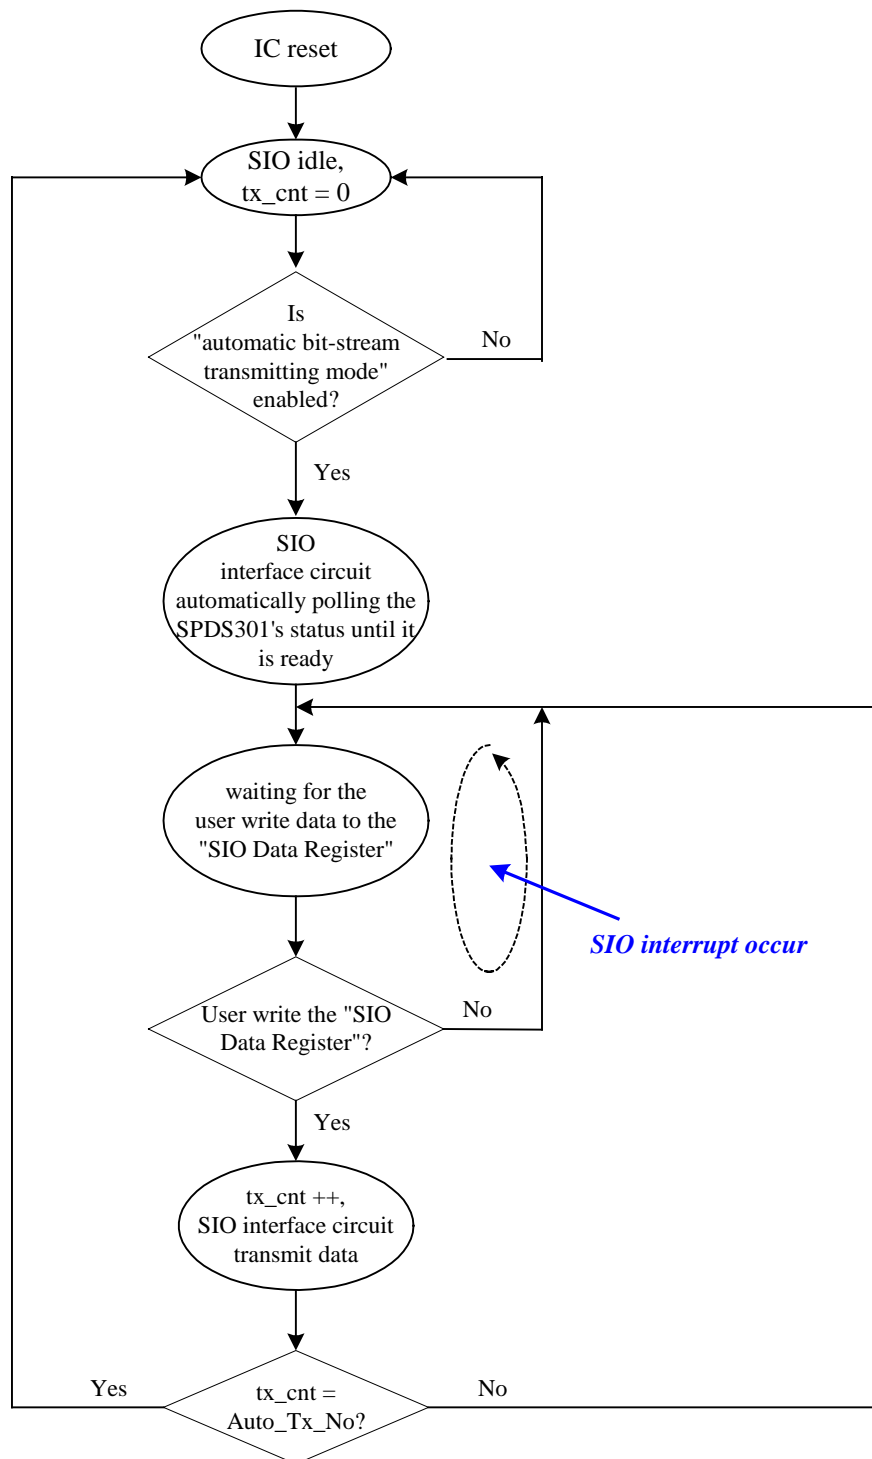 IC reset
SIO idle,
tx_cnt = 0
Is
"automatic bit-stream
transmitting mode"
enabled?
No
Yes
SIO
interface circuit
automatically polling the
SPDS301's status until it
is ready
waiting for the
user write data to the
"SIO Data Register"
SIO interrupt occur
User write the "SIO
Data Register"?
No
Yes
tx_cnt ++,
SIO interface circuit
transmit data
Yes
tx_cnt =
Auto_Tx_No?
No